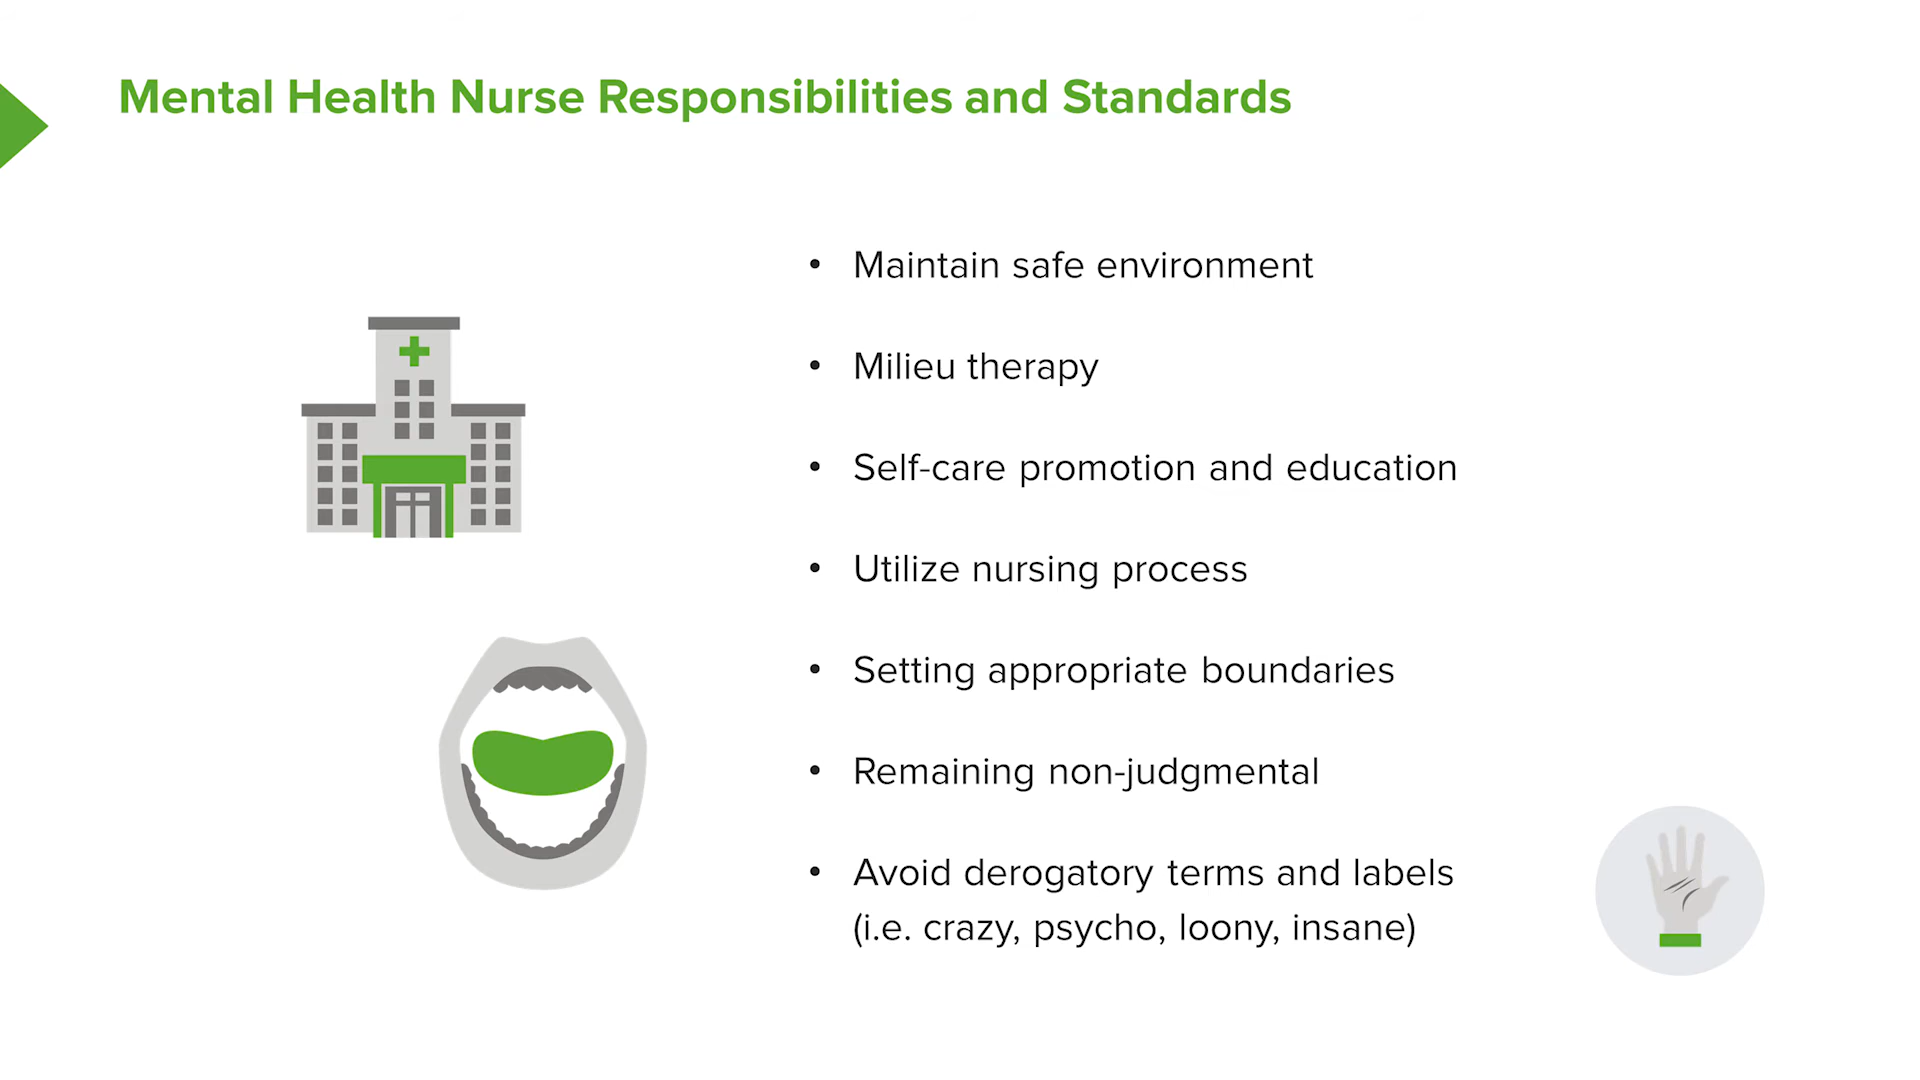 Mental Health Nurse Responsibilities and Standards
• Maintain safe environment
• Milieu therapy
• Self-care promotion and education
• Utilize nursing process
• Setting appropriate boundaries
• Remaining non-judgmental
• Avoid derogatory terms and labels
(i.e. crazy, psycho, loony, insane)